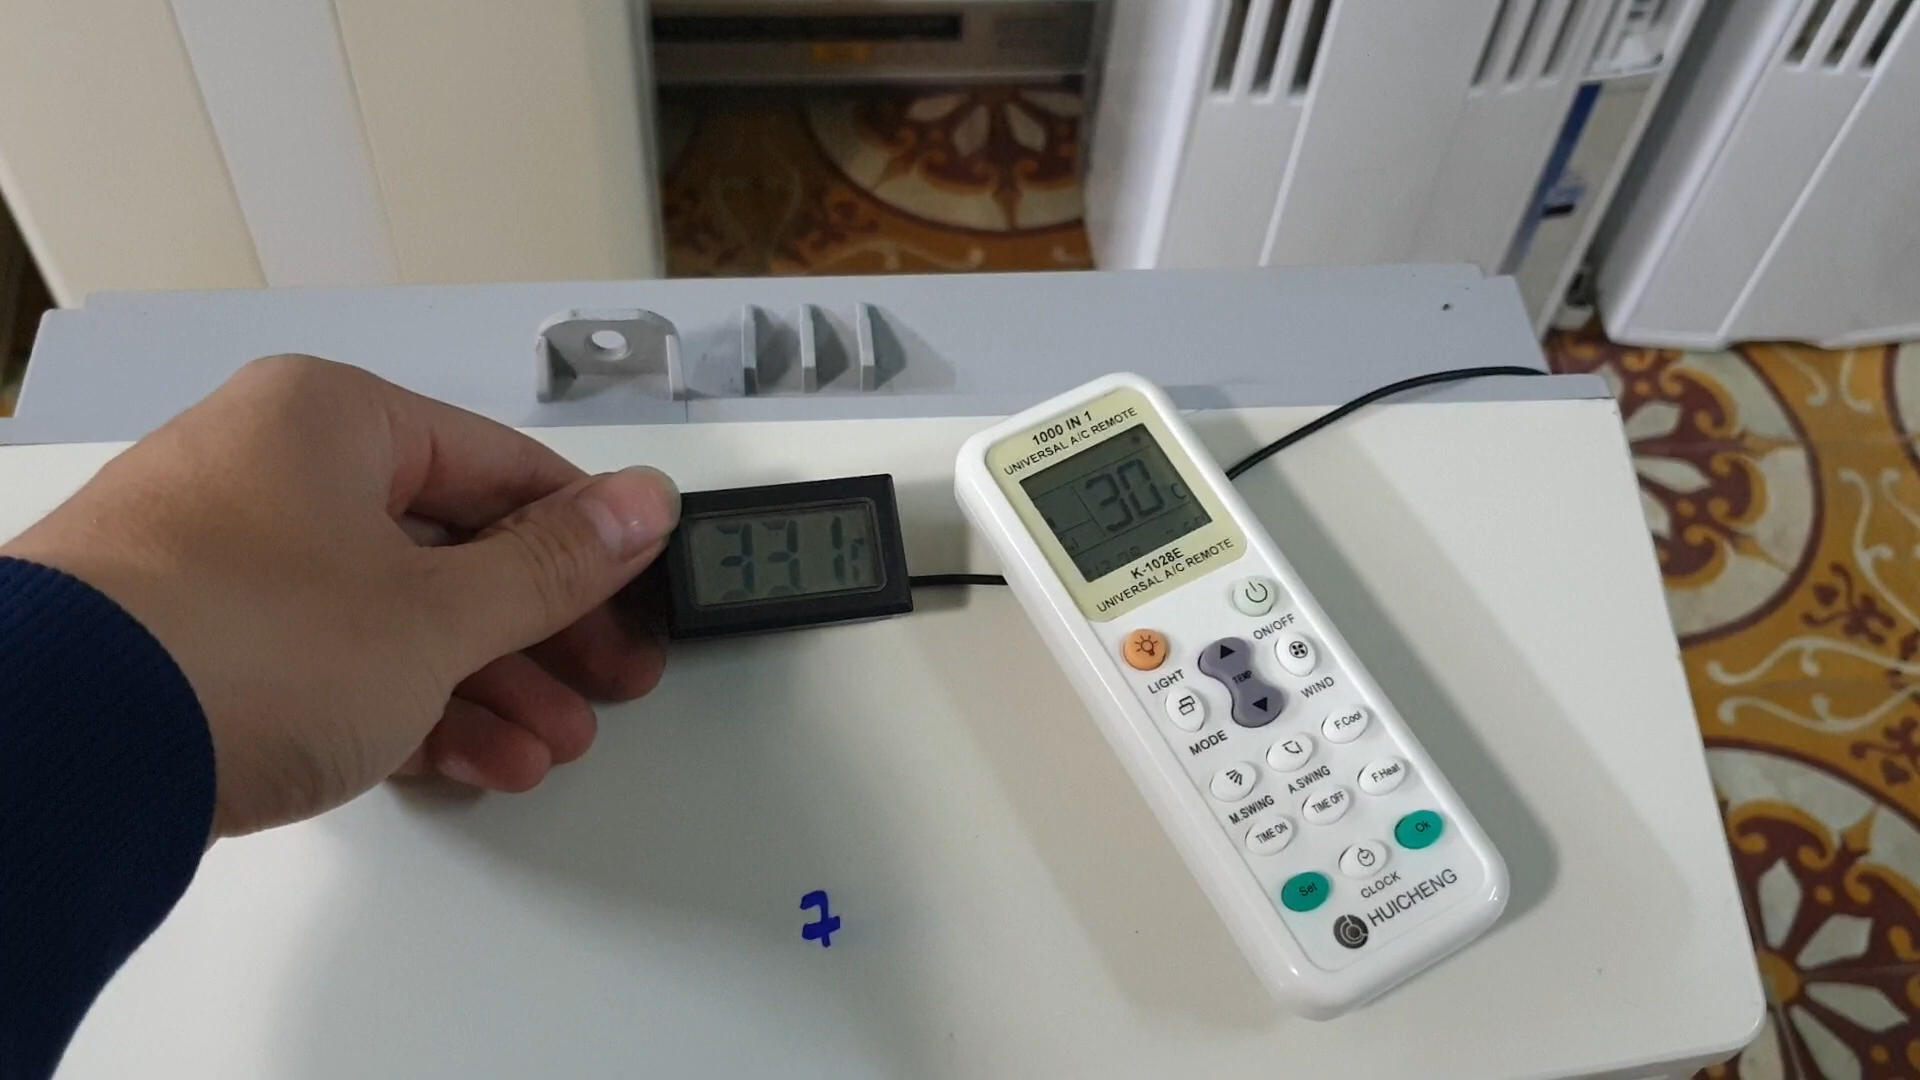 33.1
1000 IN 1
UNIVERSAL A/C REMOTE
30 °C
K-1028E
UNIVERSAL A/C REMOTE
ON/OFF
LIGHT
TEMP
WIND
MODE
F.Cool
A.SWING
M.SWING
F.Heat
TIME OFF
TIME ON
Ok
CLOCK
Set
HUICHENG
7